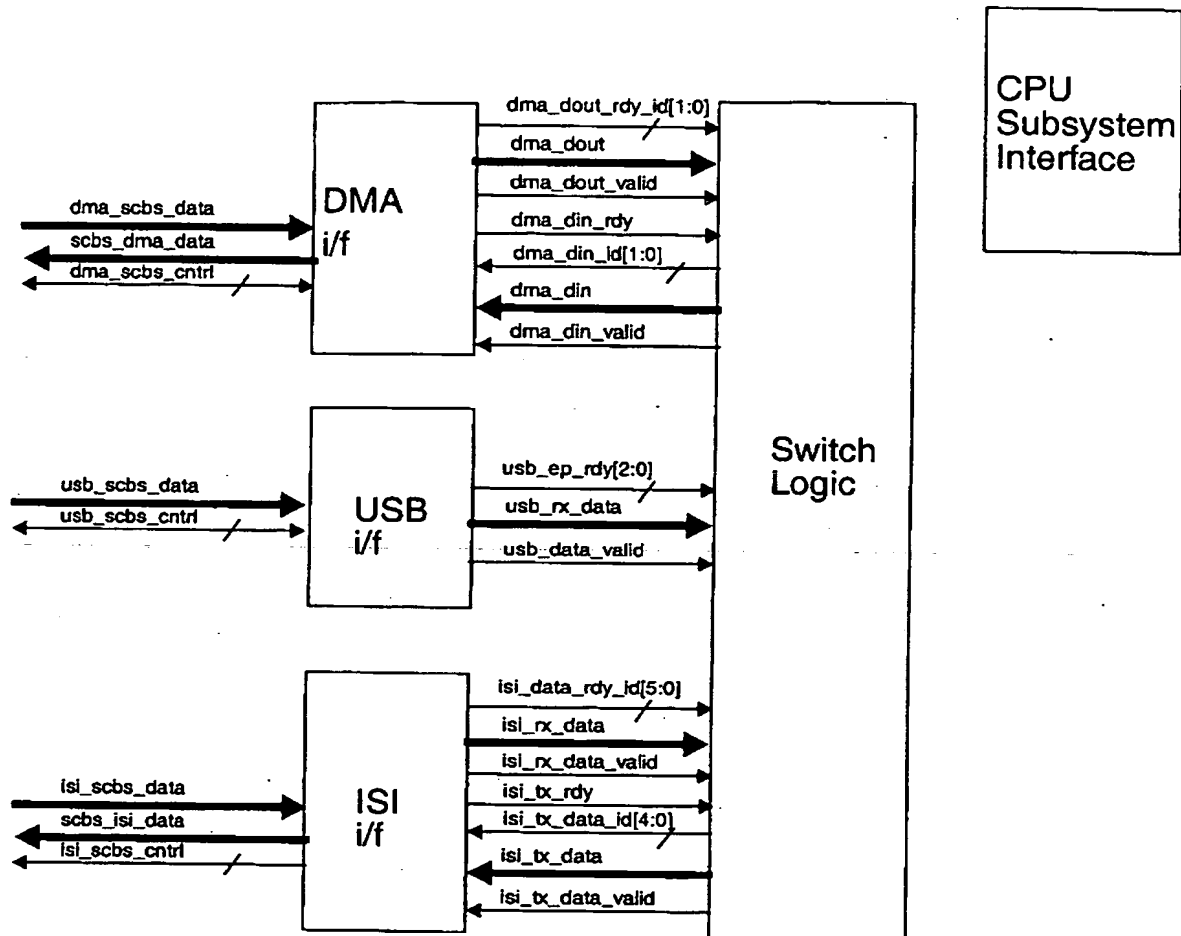 CPU
Subsystem
Interface
dma_dout_rdy_id[1:0]
dma_dout
dma_dout_valid
dma_din_rdy
dma_din_id[1:0]
dma_din
dma_din_valid
DMA
i/f
dma_scbs_data
scbs_dma_data
dma_scbs_cntrl
Switch
Logic
usb_scbs_data
usb_scbs_cntrl
USB
i/f
usb_ep_rdy[2:0]
usb_rx_data
usb_data_valid
isi_data_rdy_id[5:0]
isi_rx_data
isi_rx_data_valid
isi_tx_rdy
isi_tx_data_id[4:0]
isi_tx_data
isi_tx_data_valid
isi_scbs_data
scbs_isi_data
isi_scbs_cntrl
ISI
i/f